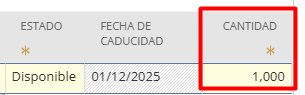 ESTADO
*
FECHA DE
CADUCIDAD
CANTIDAD
*
Disponible
01/12/2025
1,000